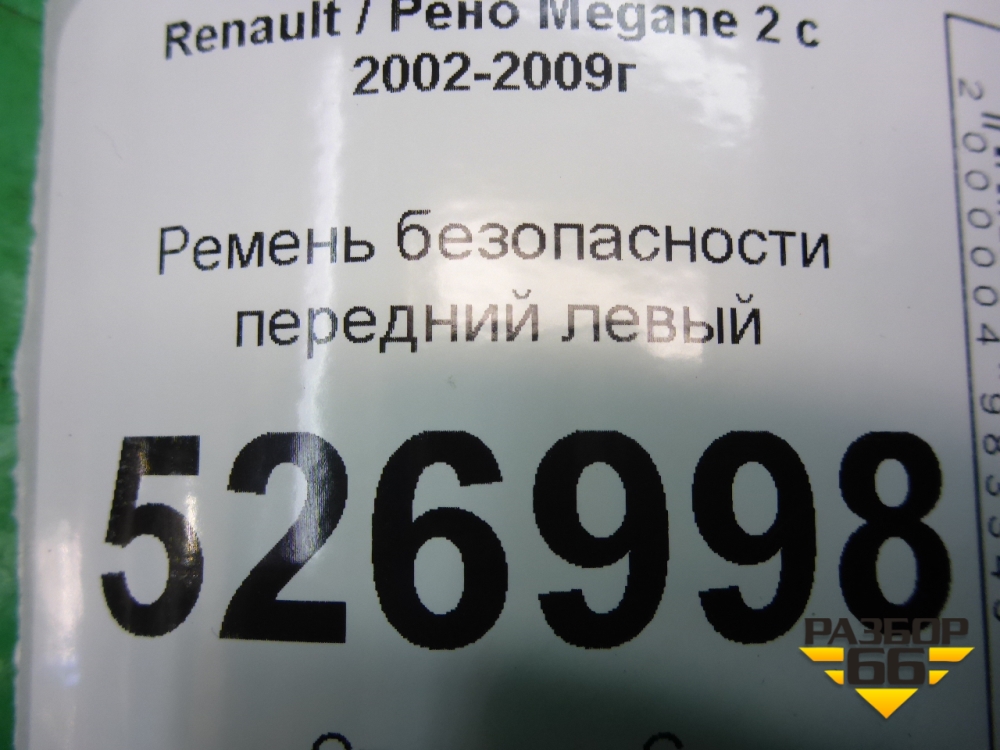 Renault / Рено Megane 2 с
2002-2009г
Ремень безопасности
передний левый
526998
РАЗБОР
66